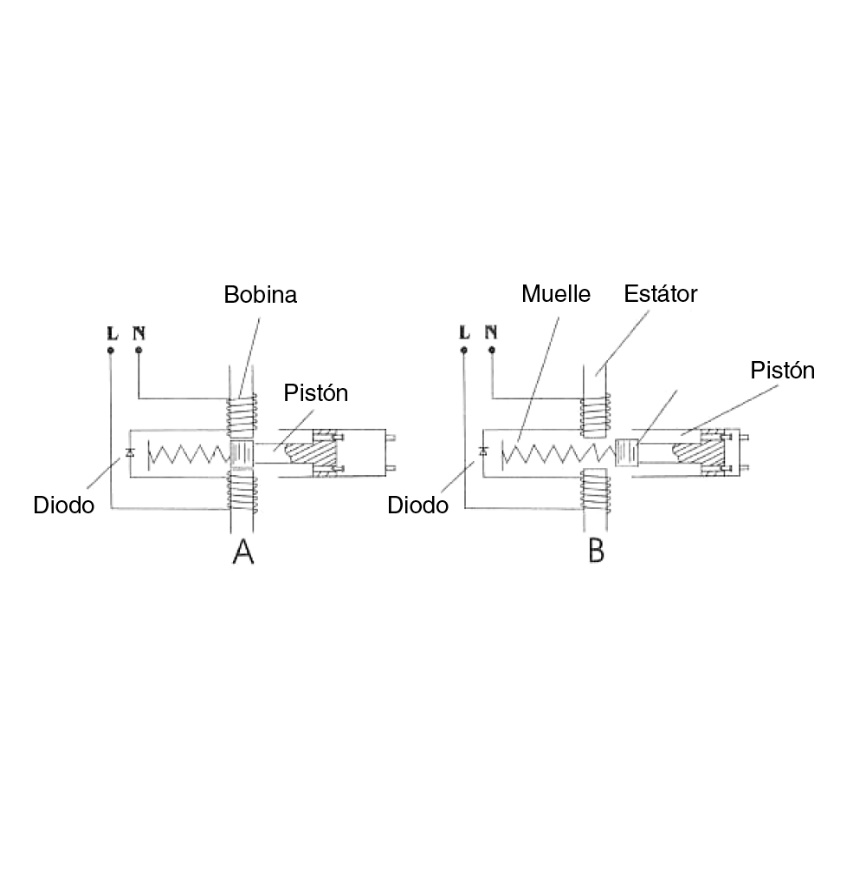 Bobina
Muelle Estátor
L N
L N
Pistón
Pistón
Diodo
Diodo
A
B